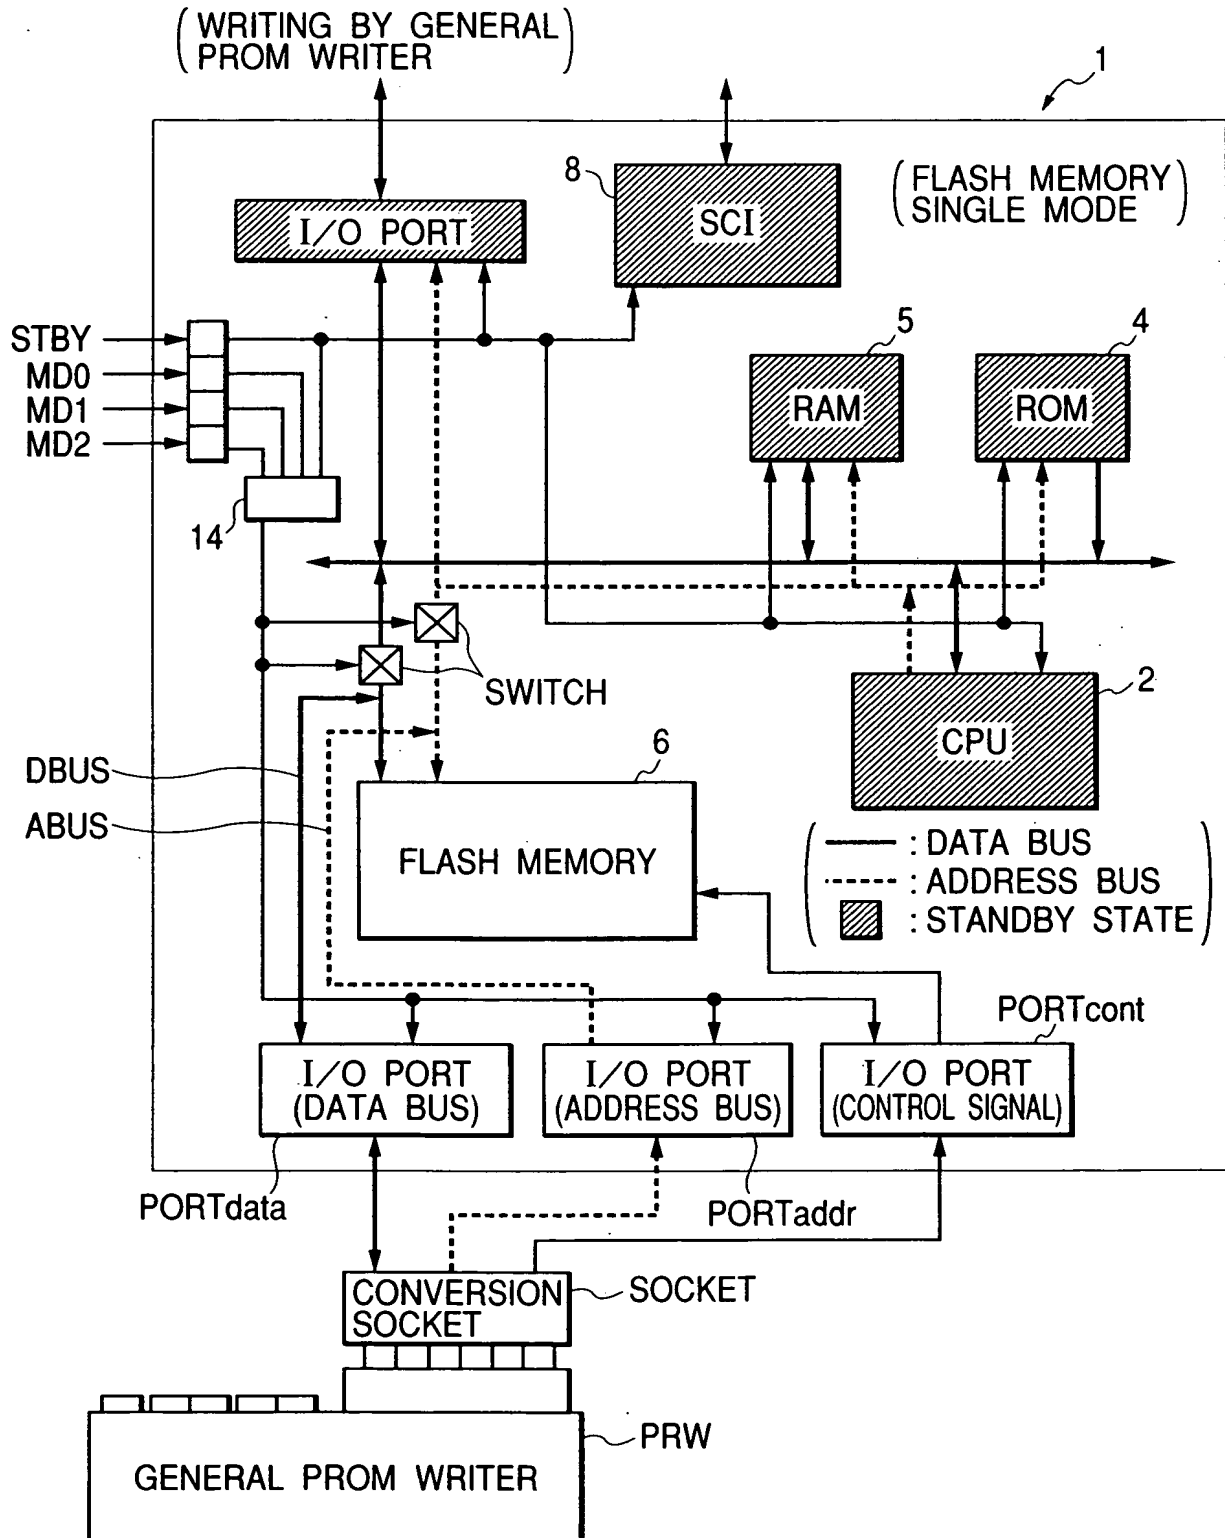 (WRITING BY GENERAL
PROM WRITER)
1
8
SCI
(FLASH MEMORY
SINGLE MODE)
I/O PORT
STBY
MD0
MD1
MD2
5
4
RAM
ROM
14
SWITCH
2
CPU
6
DBUS
ABUS
FLASH MEMORY
: DATA BUS
: ADDRESS BUS
: STANDBY STATE
PORTcont
I/O PORT
(DATA BUS)
I/O PORT
(ADDRESS BUS)
I/O PORT
(CONTROL SIGNAL)
PORTdata
PORTaddr
CONVERSION
SOCKET
SOCKET
PRW
GENERAL PROM WRITER